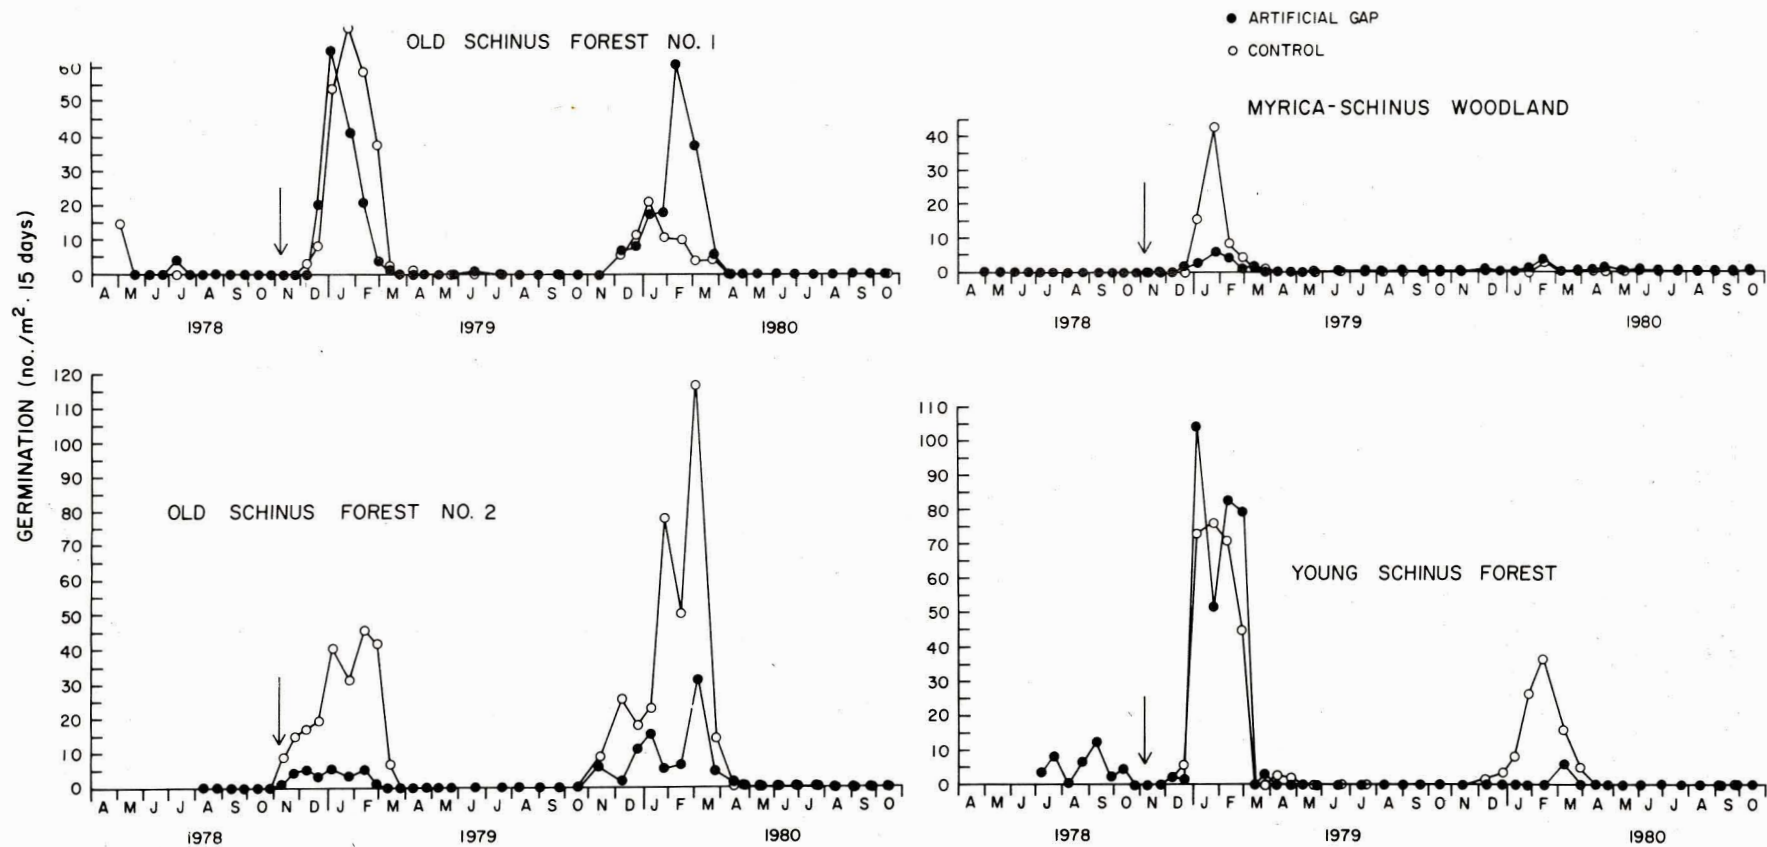 ● ARTIFICIAL GAP
○ CONTROL
GERMINATION (no./m² · 15 days)
OLD SCHINUS FOREST NO. 1
60
50
40
30
20
10
0
A M J J A S O N D J F M A M J J A S O N D J F M A M J J A S O
1978 1979 1980
MYRICA-SCHINUS WOODLAND
40
30
20
10
0
A M J J A S O N D J F M A M J J A S O N D J F M A M J J A S O
1978 1979 1980
OLD SCHINUS FOREST NO. 2
120
110
100
90
80
70
60
50
40
30
20
10
0
A M J J A S O N D J F M A M J J A S O N D J F M A M J J A S O
1978 1979 1980
YOUNG SCHINUS FOREST
110
100
90
80
70
60
50
40
30
20
10
0
A M J J A S O N D J F M A M J J A S O N D J F M A M J J A S O
1978 1979 1980